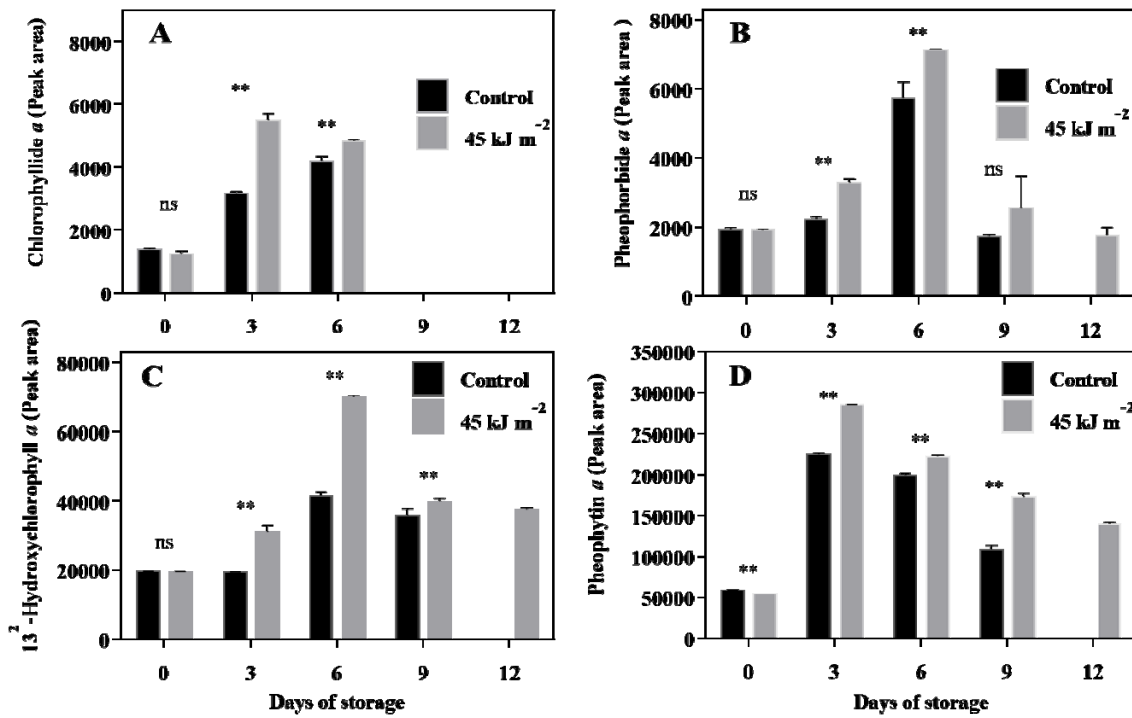 A
Chlorophyllide a (Peak area)
8000
6000
4000
2000
0
Control
45 kJ m⁻²
ns
**
**
0 3 6 9 12
B
Pheophorbide a (Peak area )
8000
6000
4000
2000
0
Control
45 kJ m⁻²
ns
**
**
ns
0 3 6 9 12
C
13²-Hydroxychlorophyll a (Peak area)
80000
60000
40000
20000
0
Control
45 kJ m⁻²
ns
**
**
**
0 3 6 9 12
Days of storage
D
Pheophytin a (Peak area)
350000
300000
250000
200000
150000
100000
50000
0
Control
45 kJ m⁻²
**
**
**
**
0 3 6 9 12
Days of storage